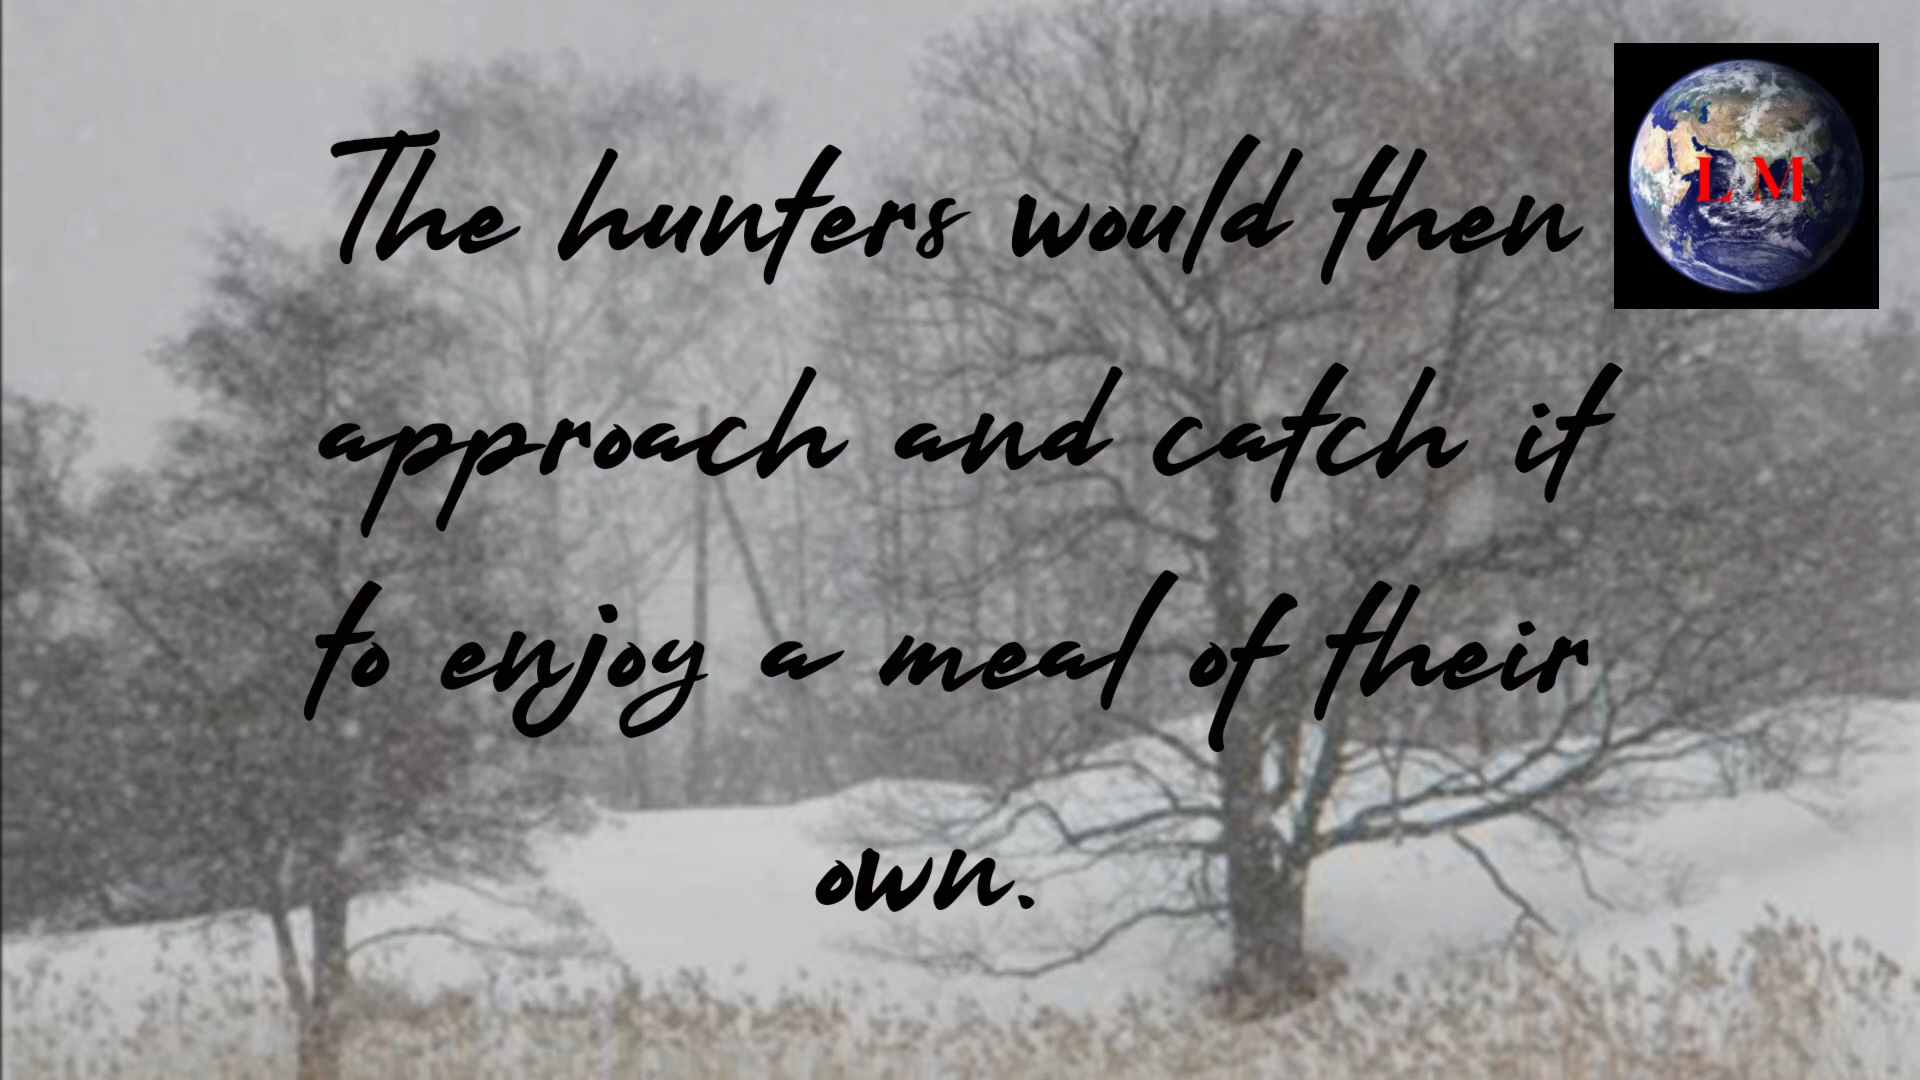 The hunters would then
L M
approach and catch it
to enjoy a meal of their
own.